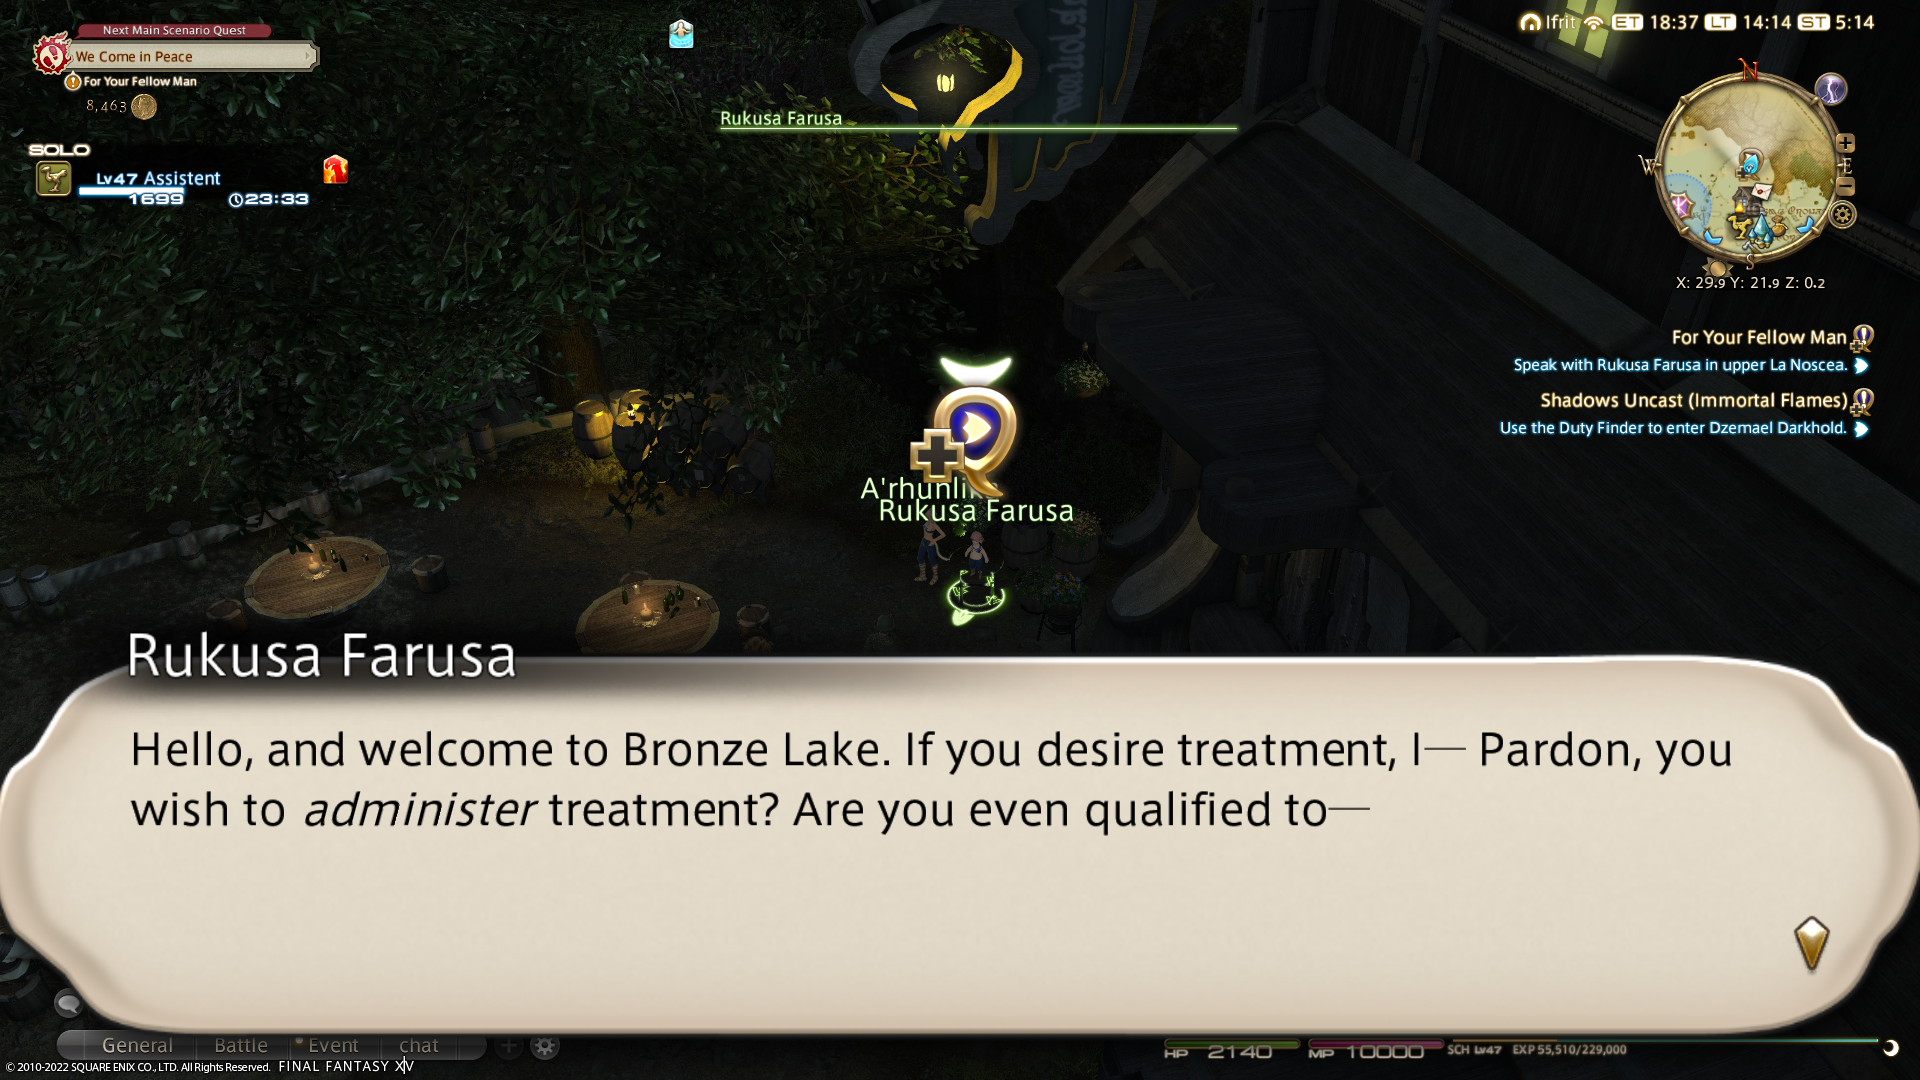 Next Main Scenario Quest
We Come in Peace
For Your Fellow Man
8,463
SOLO
Lv47 Assistent
1699
23:33
Rukusa Farusa
Ifrit ET 18:37 LT 14:14 ST 5:14
N
W
E
S
X: 29.9 Y: 21.9 Z: 0.2
For Your Fellow Man
Speak with Rukusa Farusa in upper La Noscea.
Shadows Uncast (Immortal Flames)
Use the Duty Finder to enter Dzemael Darkhold.
Rukusa Farusa
Rukusa Farusa
Hello, and welcome to Bronze Lake. If you desire treatment, I— Pardon, you
wish to administer treatment? Are you even qualified to—
General Battle Event chat
HP 2140 MP 10000 SCH Lv47 EXP 55,510/229,000
© 2010-2022 SQUARE ENIX CO., LTD. All Rights Reserved. FINAL FANTASY XIV